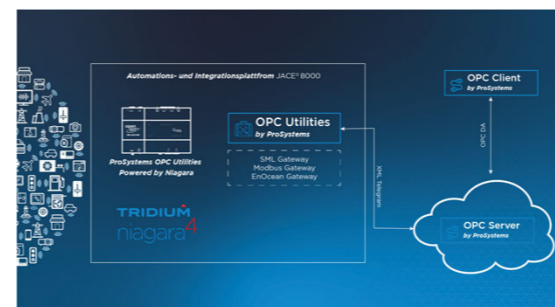 Automations- und Integrationsplattfrom JACE® 8000
ProSystems OPC Utilities
Powered by Niagara
OPC Utilities
by ProSystems
SML Gateway
Modbus Gateway
EnOcean Gateway
TRIDIUM
niagara4
XML Telegram
OPC Client
by ProSystems
OPC DA
OPC Server
by ProSystems